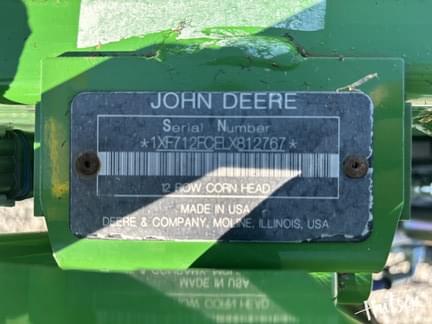 JOHN DEERE
Serial Number
*1XF712FCELX812767*
12 ROW CORN HEAD
MADE IN USA
DEERE & COMPANY, MOLINE, ILLINOIS, USA